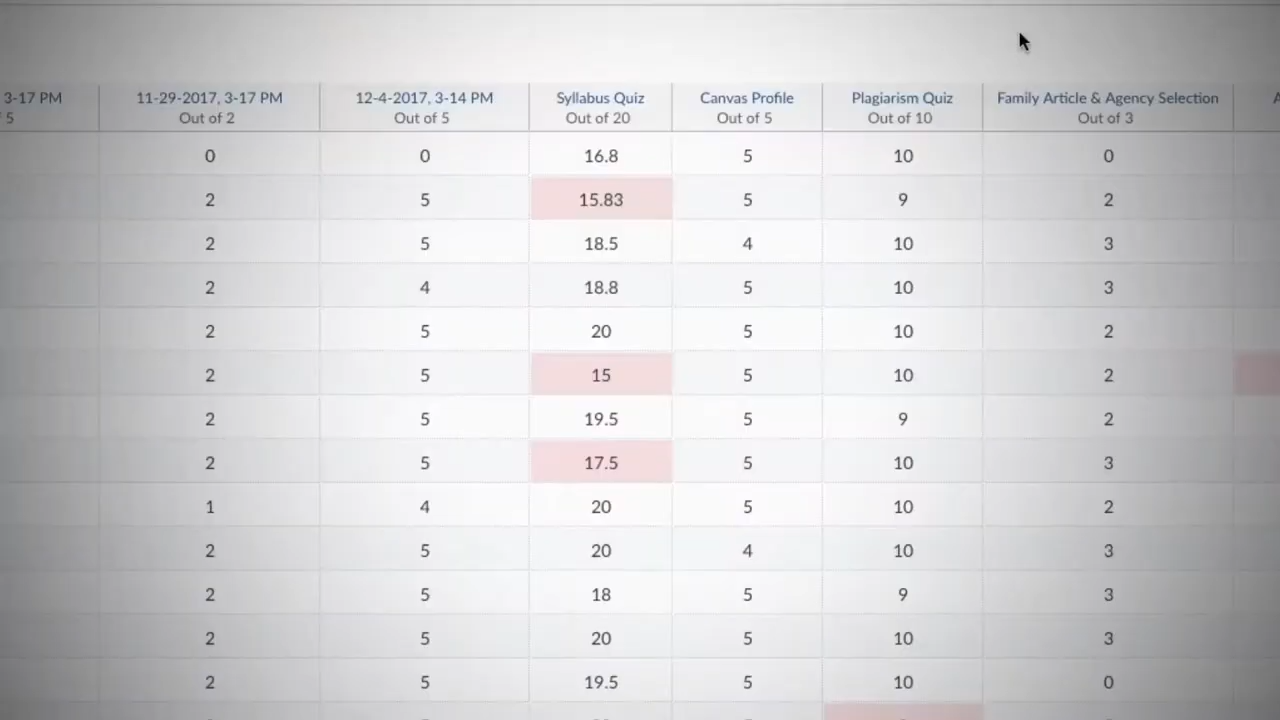 3-17 PM 11-29-2017, 3-17 PM 12-4-2017, 3-14 PM Syllabus Quiz Canvas Profile Plagiarism Quiz Family Article & Agency Selection A
5 Out of 2 Out of 5 Out of 20 Out of 5 Out of 10 Out of 3
0 0 16.8 5 10 0
2 5 15.83 5 9 2
2 5 18.5 4 10 3
2 4 18.8 5 10 3
2 5 20 5 10 2
2 5 15 5 10 2
2 5 19.5 5 9 2
2 5 17.5 5 10 3
1 4 20 5 10 2
2 5 20 4 10 3
2 5 18 5 9 3
2 5 20 5 10 3
2 5 19.5 5 10 0